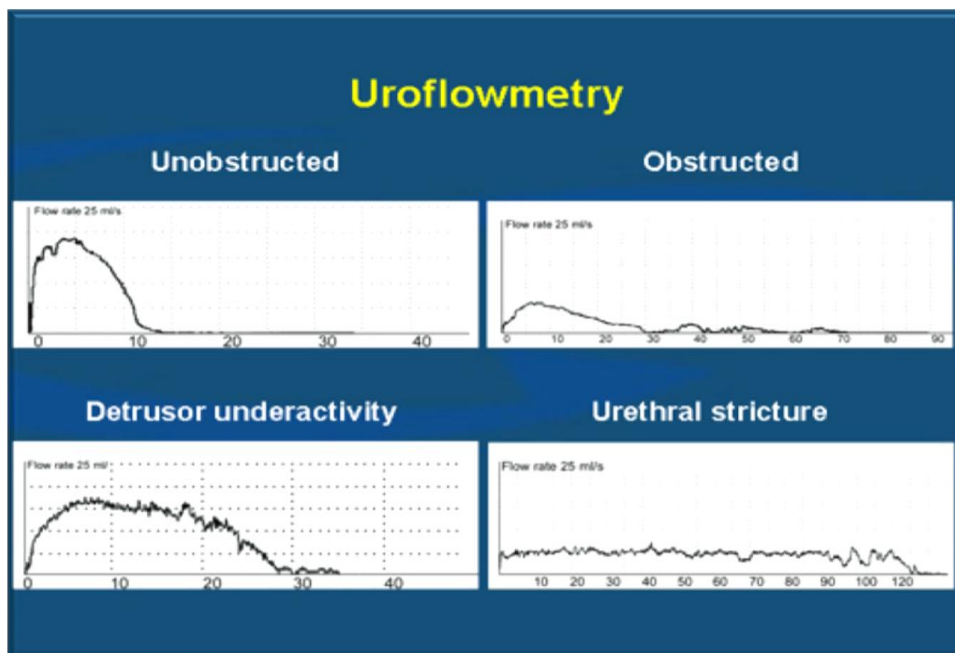 Uroflowmetry
Unobstructed
Obstructed
Flow rate 25 ml/s
0 10 20 30 40
Flow rate 25 ml/s
0 10 20 30 40 50 60 70 80 90
Detrusor underactivity
Urethral stricture
Flow rate 25 ml/
0 10 20 30 40
Flow rate 25 ml/s
10 20 30 40 50 60 70 80 90 100 120